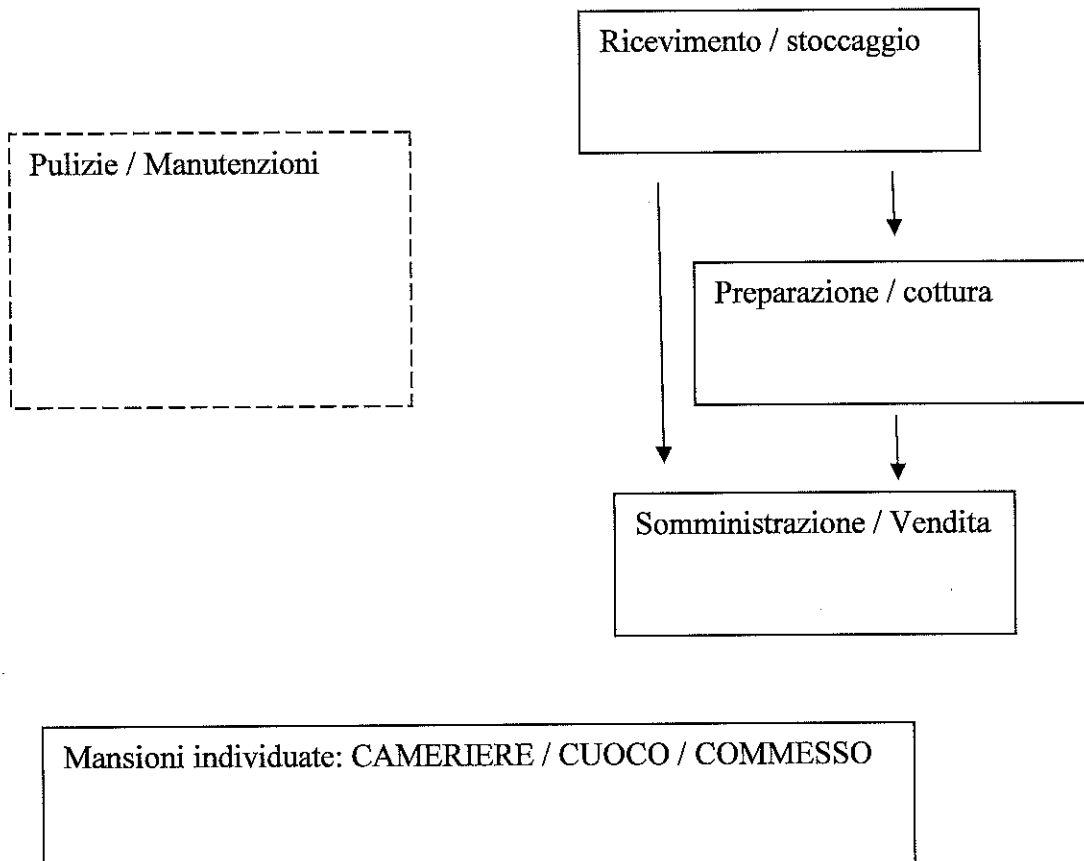 Ricevimento / stoccaggio
Pulizie / Manutenzioni
Preparazione / cottura
Somministrazione / Vendita
Mansioni individuate: CAMERIERE / CUOCO / COMMESSO